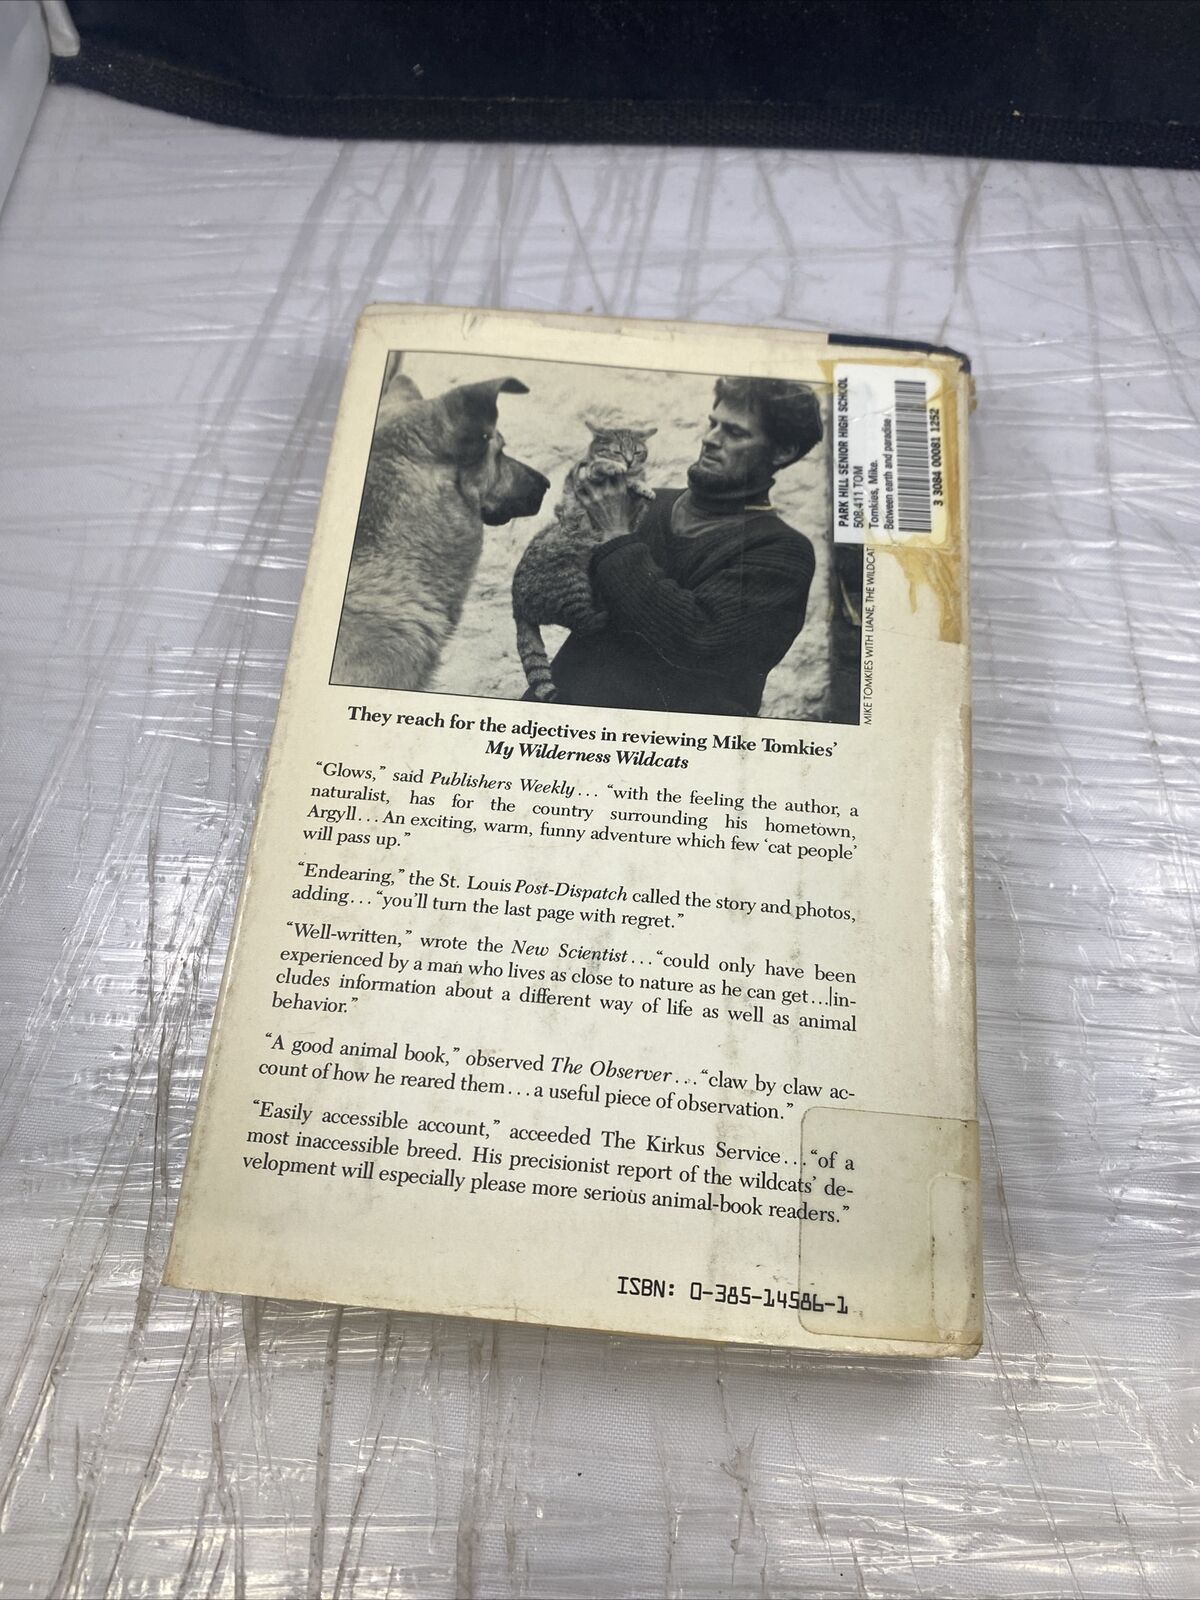 PARK HILL SENIOR HIGH SCHOOL
508.411 TOM
Tomkies, Mike.
Between earth and paradise /
3 3084 00081 1252
MIKE TOMKIES WITH LIANE, THE WILDCAT
They reach for the adjectives in reviewing Mike Tomkies’
My Wilderness Wildcats
“Glows,” said Publishers Weekly... “with the feeling the author, a
naturalist, has for the country surrounding his hometown,
Argyll...An exciting, warm, funny adventure which few ‘cat people’
will pass up.”
“Endearing,” the St. Louis Post-Dispatch called the story and photos,
adding...“you’ll turn the last page with regret.”
“Well-written,” wrote the New Scientist...“could only have been
experienced by a man who lives as close to nature as he can get...in-
cludes information about a different way of life as well as animal
behavior.”
“A good animal book,” observed The Observer...“claw by claw ac-
count of how he reared them...a useful piece of observation.”
“Easily accessible account,” acceeded The Kirkus Service...“of a
most inaccessible breed. His precisionist report of the wildcats’ de-
velopment will especially please more serious animal-book readers.”
ISBN: 0-385-14586-1